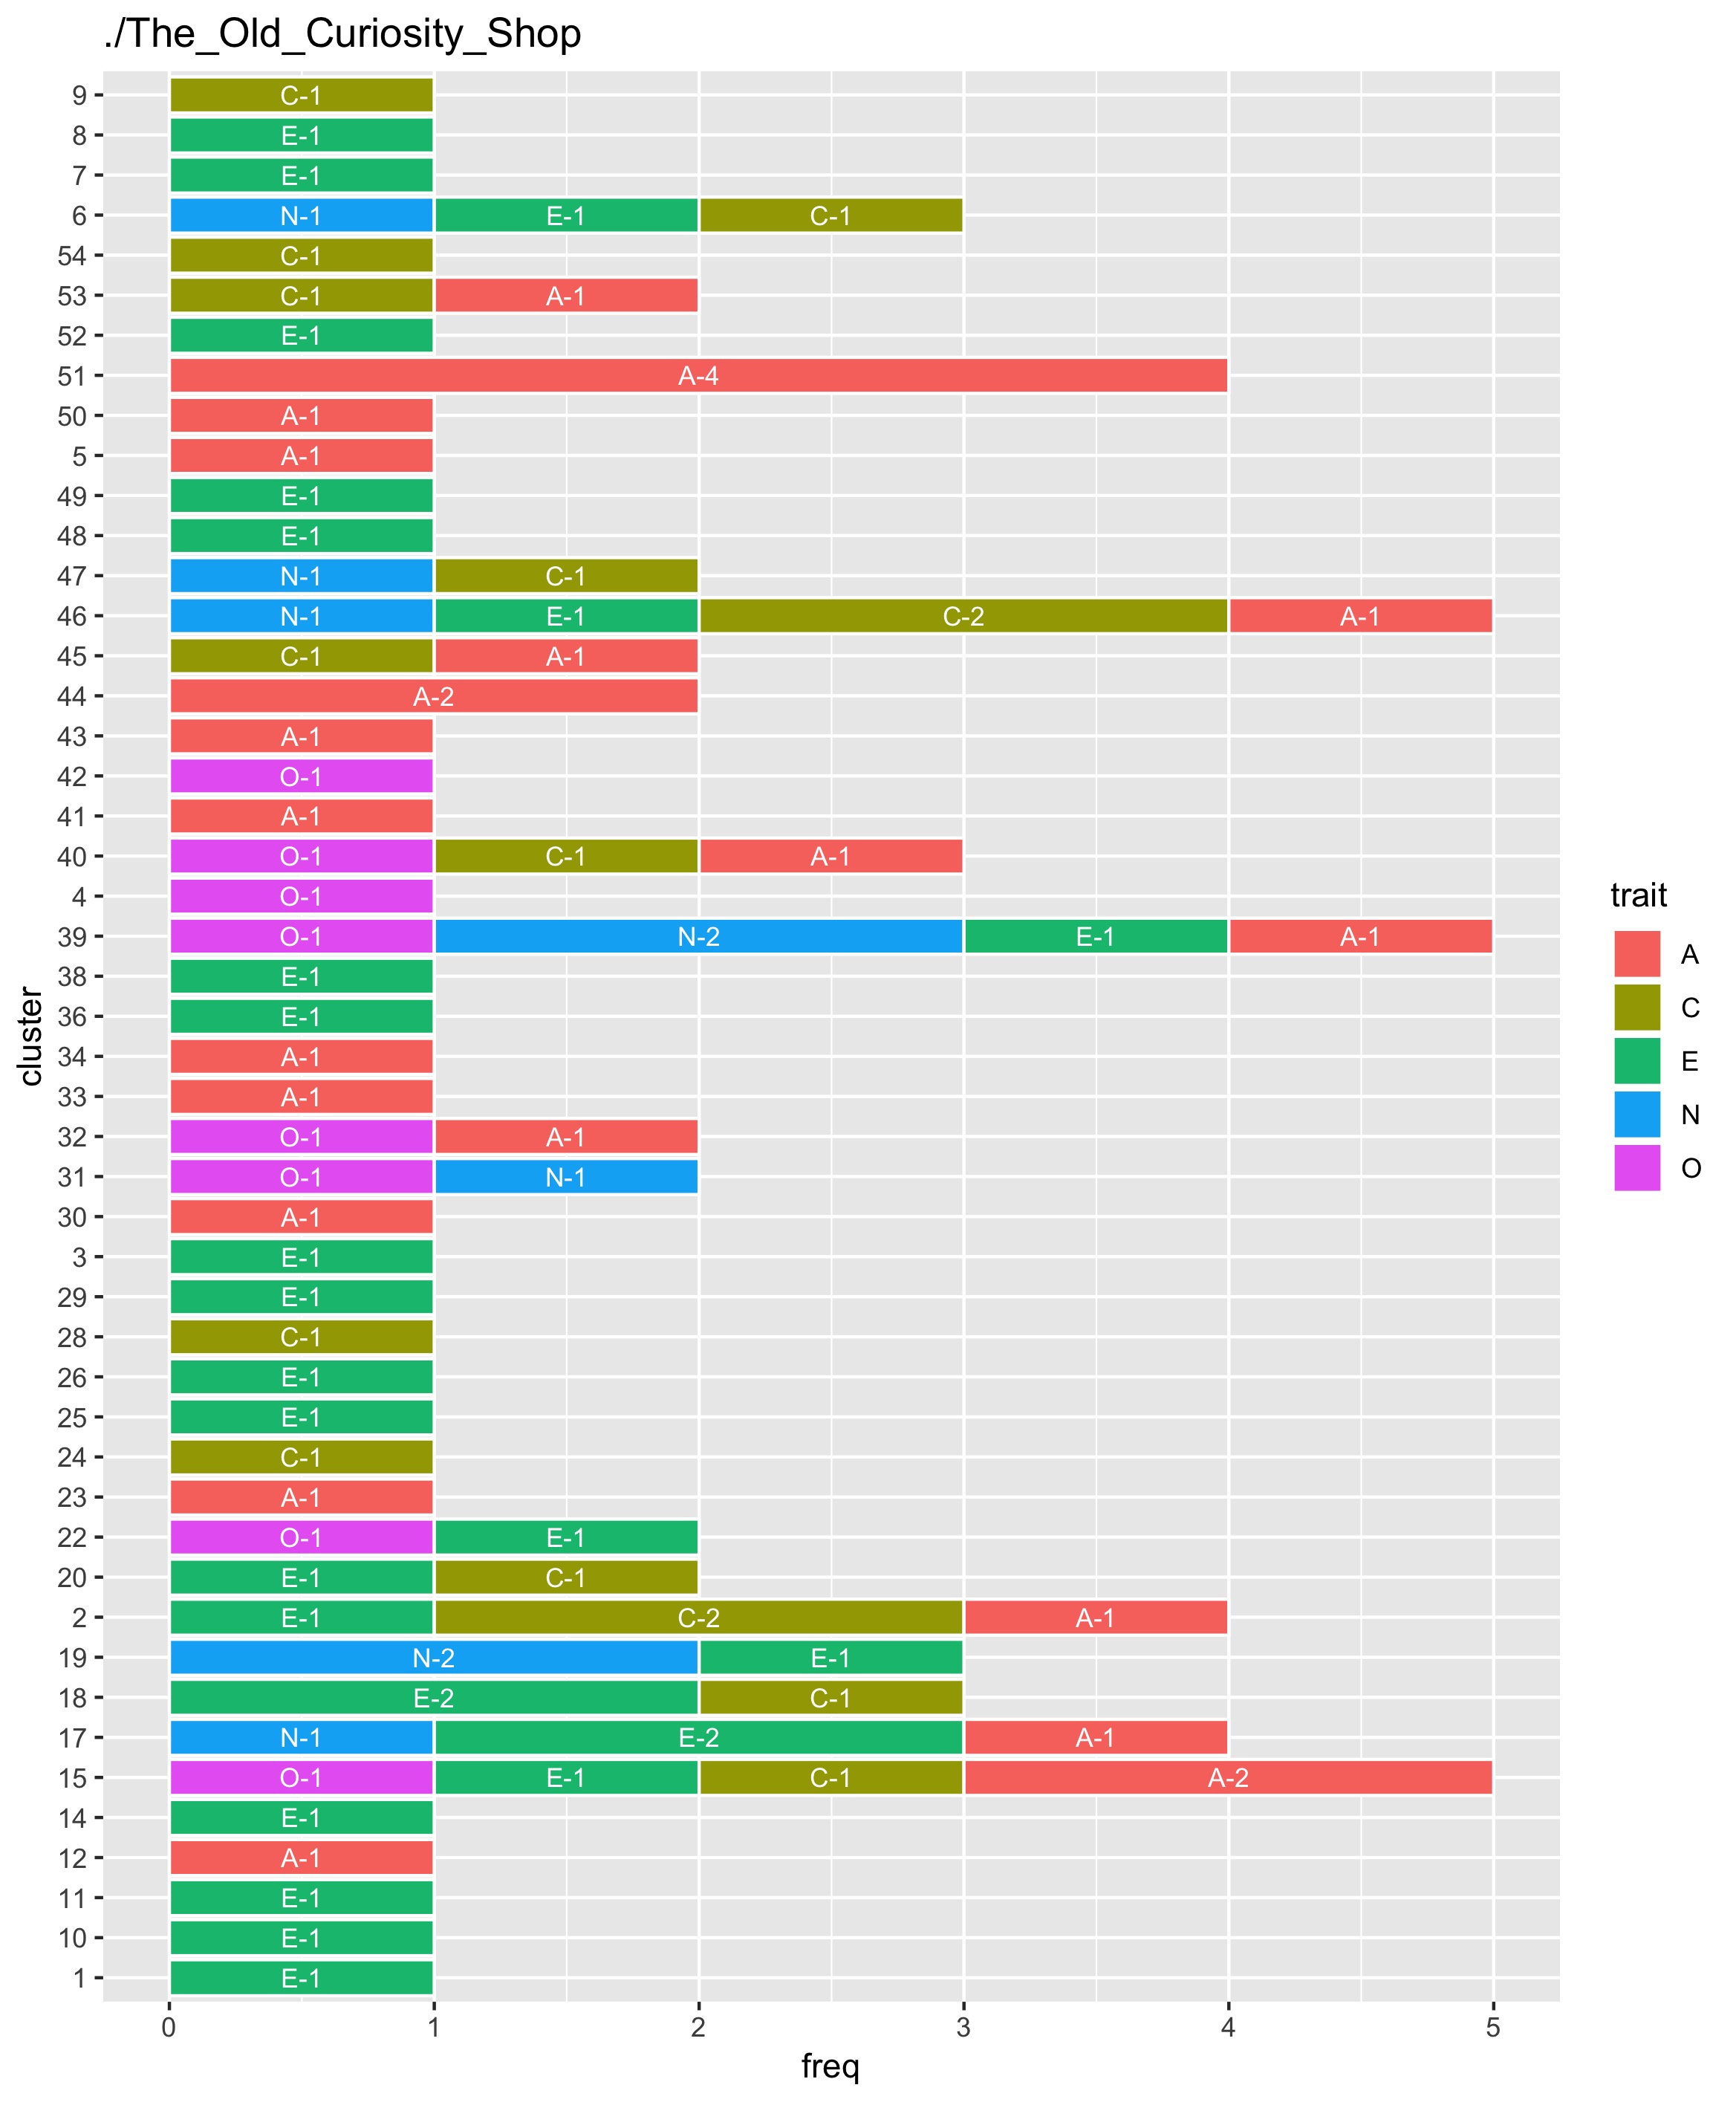 ./The_Old_Curiosity_Shop
9 C-1
8 E-1
7 E-1
6 N-1 E-1 C-1
54 C-1
53 C-1 A-1
52 E-1
51 A-4
50 A-1
5 A-1
49 E-1
48 E-1
47 N-1 C-1
46 N-1 E-1 C-2 A-1
45 C-1 A-1
44 A-2
43 A-1
42 O-1
41 A-1
40 O-1 C-1 A-1
4 O-1
39 O-1 N-2 E-1 A-1
38 E-1
36 E-1
34 A-1
33 A-1
32 O-1 A-1
31 O-1 N-1
30 A-1
3 E-1
29 E-1
28 C-1
26 E-1
25 E-1
24 C-1
23 A-1
22 O-1 E-1
20 E-1 C-1
2 E-1 C-2 A-1
19 N-2 E-1
18 E-2 C-1
17 N-1 E-2 A-1
15 O-1 E-1 C-1 A-2
14 E-1
12 A-1
11 E-1
10 E-1
1 E-1
0 1 2 3 4 5
freq
cluster
trait
A
C
E
N
O